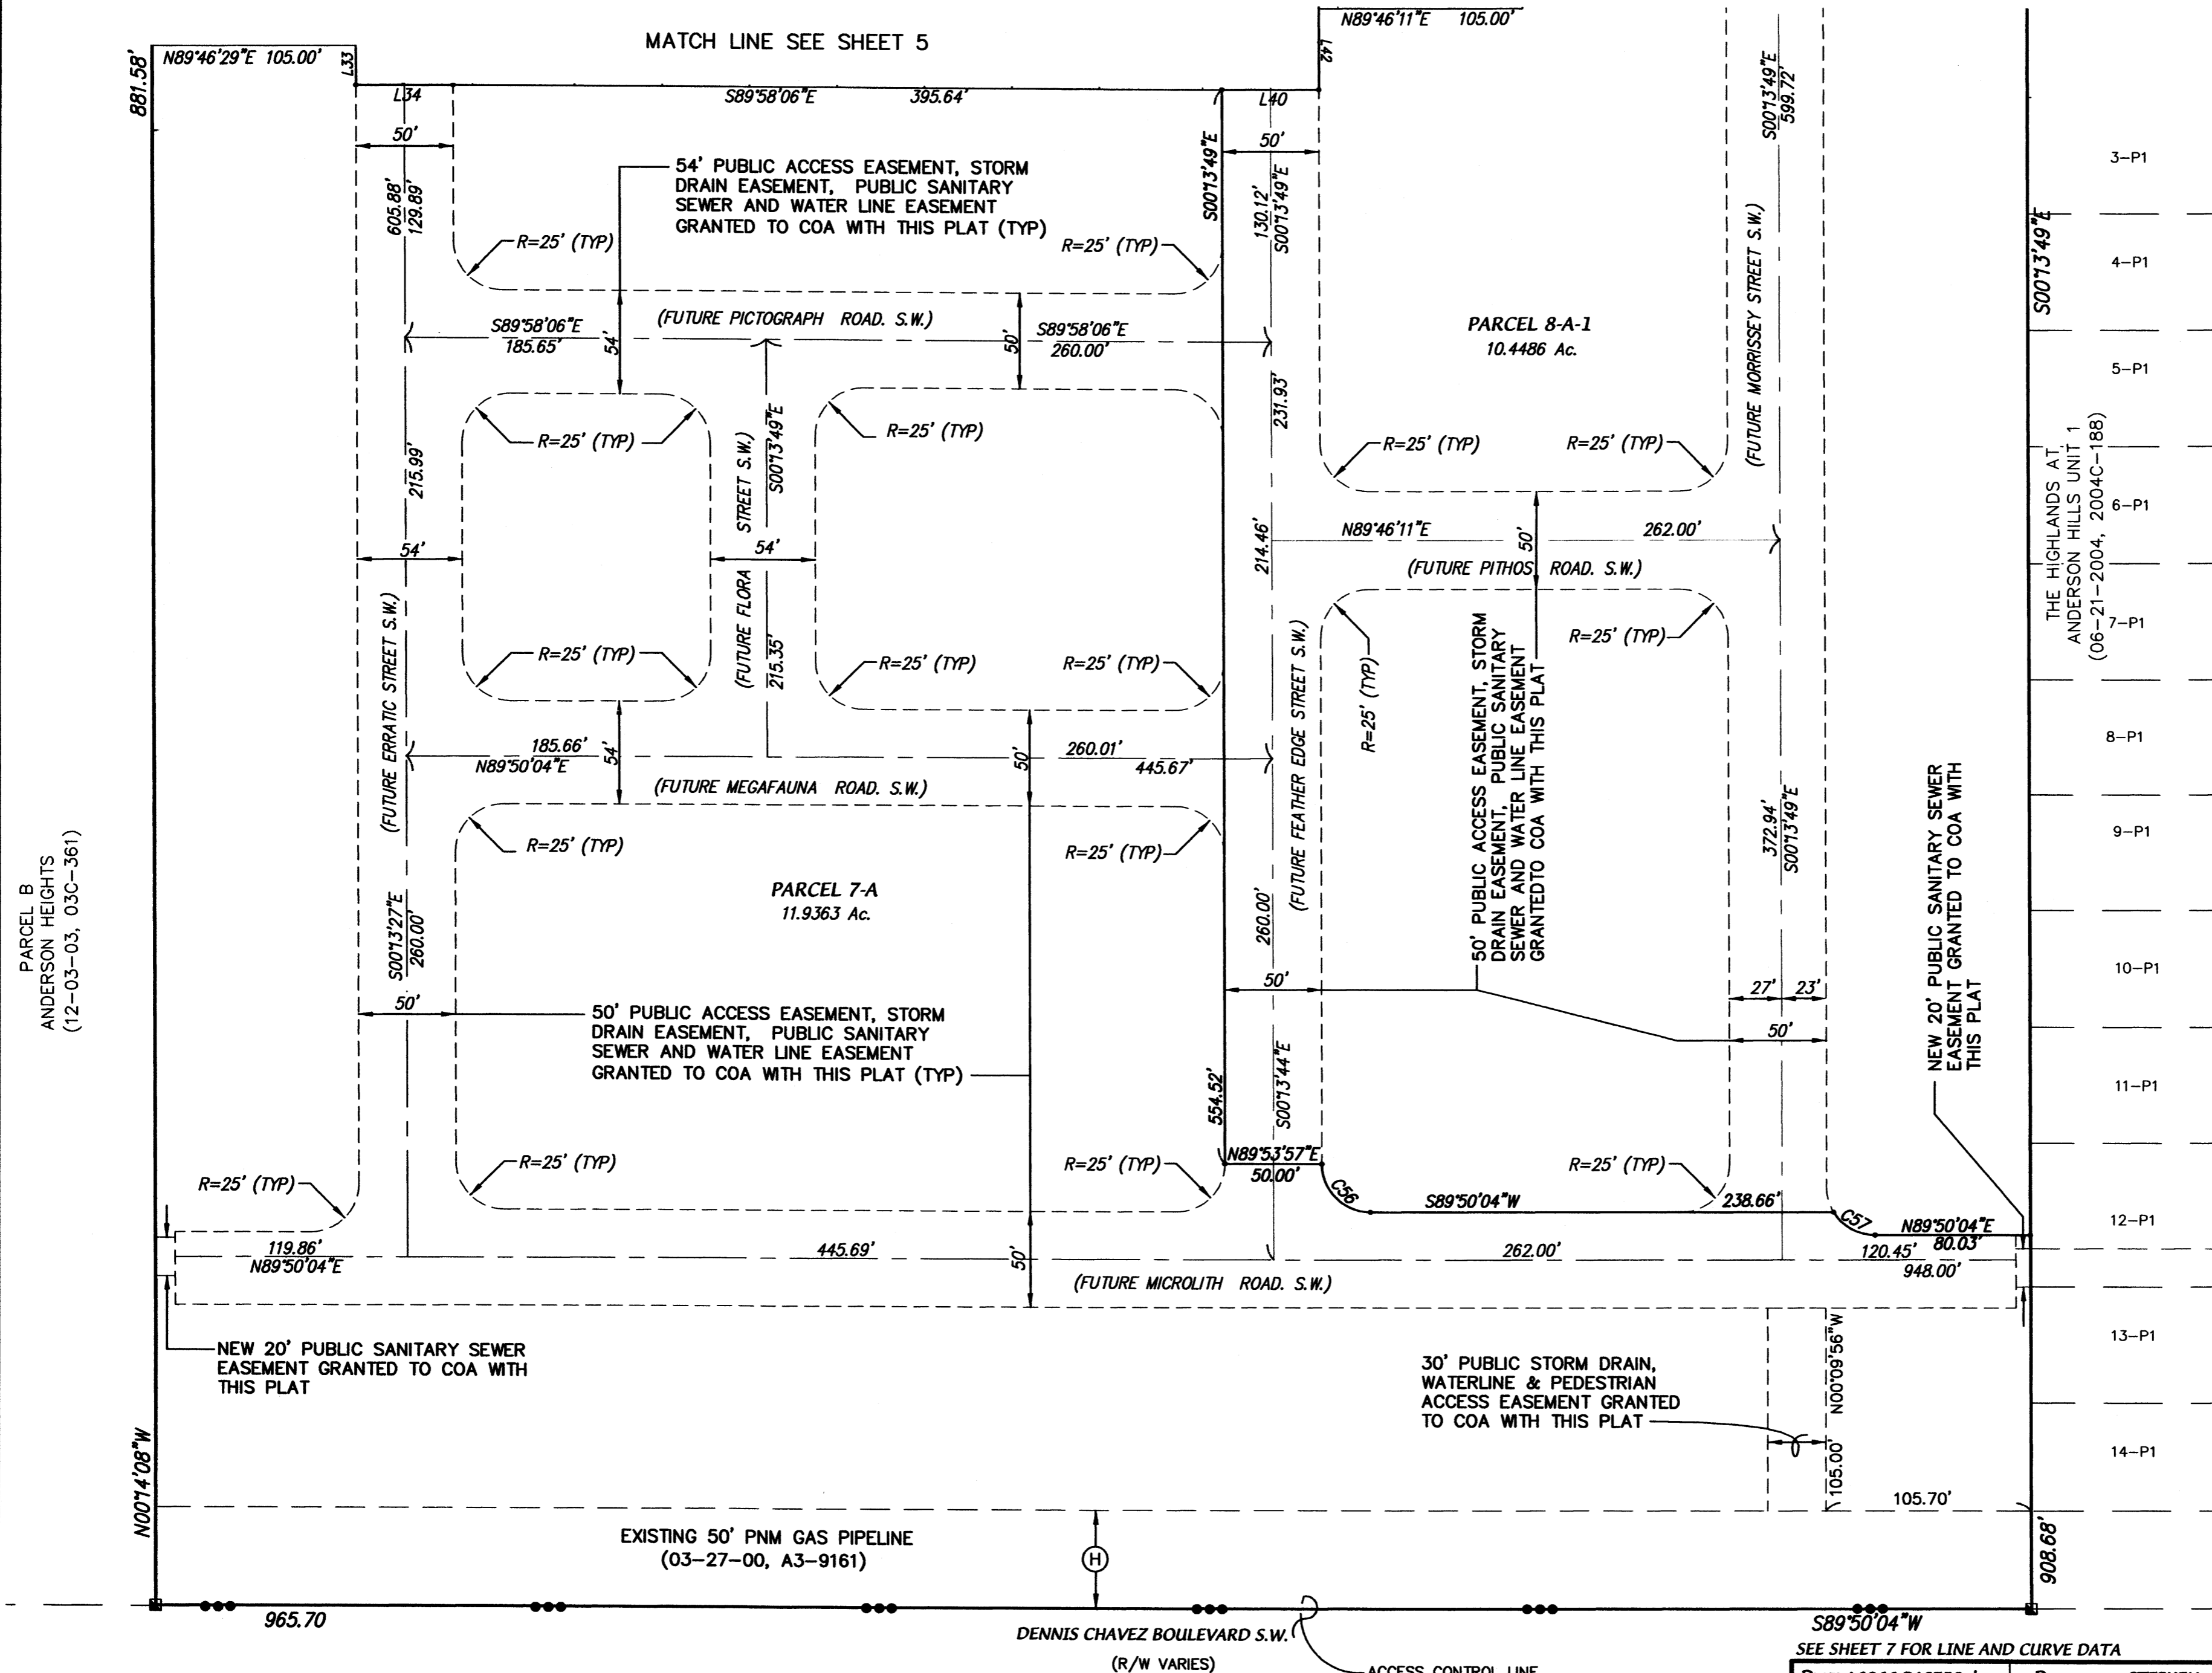 MATCH LINE SEE SHEET 5
N89°46'29"E 105.00'
L33
881.58'
L34
S89°58'06"E 395.64'
L40
N89°46'11"E 105.00'
L42
50'
605.88'
129.89'
54' PUBLIC ACCESS EASEMENT, STORM
DRAIN EASEMENT, PUBLIC SANITARY
SEWER AND WATER LINE EASEMENT
GRANTED TO COA WITH THIS PLAT (TYP)
R=25' (TYP)
R=25' (TYP)
S00°13'49"E
50'
130.12'
S00°13'49"E
S00°13'49"E
599.72'
(FUTURE MORRISSEY STREET S.W.)
S00°13'49"E
3-P1
4-P1
5-P1
6-P1
7-P1
8-P1
9-P1
10-P1
11-P1
12-P1
13-P1
14-P1
THE HIGHLANDS AT
ANDERSON HILLS UNIT 1
(06-21-2004, 2004C-188)
(FUTURE PICTOGRAPH ROAD. S.W.)
S89°58'06"E
185.65'
54'
50'
S89°58'06"E
260.00'
PARCEL 8-A-1
10.4486 Ac.
231.93'
R=25' (TYP)
R=25' (TYP)
R=25' (TYP)
R=25' (TYP)
215.99'
(FUTURE FLORA STREET S.W.)
S00°13'49"E
215.35'
54'
54'
214.46'
N89°46'11"E 262.00'
50'
(FUTURE PITHOS ROAD. S.W.)
(FUTURE ERRATIC STREET S.W.)
R=25' (TYP)
R=25' (TYP)
R=25' (TYP)
R=25' (TYP)
R=25' (TYP)
(FUTURE FEATHER EDGE STREET S.W.)
50' PUBLIC ACCESS EASEMENT, STORM
DRAIN EASEMENT, PUBLIC SANITARY
SEWER AND WATER LINE EASEMENT
GRANTEDTO COA WITH THIS PLAT
185.66'
N89°50'04"E
54'
50'
260.01'
445.67'
(FUTURE MEGAFAUNA ROAD. S.W.)
R=25' (TYP)
R=25' (TYP)
372.94'
S00°13'49"E
NEW 20' PUBLIC SANITARY SEWER
EASEMENT GRANTED TO COA WITH
THIS PLAT
PARCEL B
ANDERSON HEIGHTS
(12-03-03, 03C-361)
PARCEL 7-A
11.9363 Ac.
S00°13'27"E
260.00'
260.00'
50'
50'
27'
23'
50'
50' PUBLIC ACCESS EASEMENT, STORM
DRAIN EASEMENT, PUBLIC SANITARY
SEWER AND WATER LINE EASEMENT
GRANTED TO COA WITH THIS PLAT (TYP)
554.52'
S00°13'44"E
R=25' (TYP)
R=25' (TYP)
R=25' (TYP)
R=25' (TYP)
N89°53'57"E
50.00'
C56
S89°50'04"W 238.66'
C57
N89°50'04"E
80.03'
119.86'
N89°50'04"E
445.69'
50'
262.00'
120.45'
948.00'
(FUTURE MICROLITH ROAD. S.W.)
NEW 20' PUBLIC SANITARY SEWER
EASEMENT GRANTED TO COA WITH
THIS PLAT
30' PUBLIC STORM DRAIN,
WATERLINE & PEDESTRIAN
ACCESS EASEMENT GRANTED
TO COA WITH THIS PLAT
N00°09'56"W
105.00'
105.70'
N00°14'08"W
908.68'
EXISTING 50' PNM GAS PIPELINE
(03-27-00, A3-9161)
H
965.70
S89°50'04"W
DENNIS CHAVEZ BOULEVARD S.W.
(R/W VARIES)
ACCESS CONTROL LINE
SEE SHEET 7 FOR LINE AND CURVE DATA